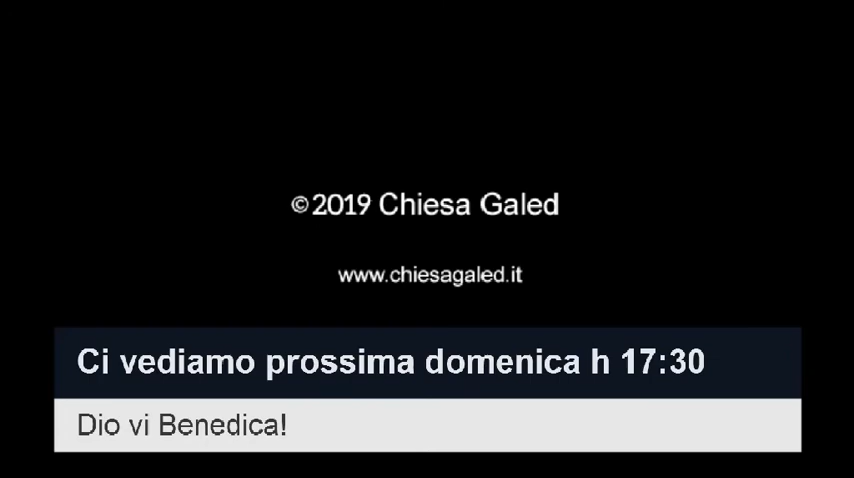 ©2019 Chiesa Galed
www.chiesagaled.it
Ci vediamo prossima domenica h 17:30
Dio vi Benedica!